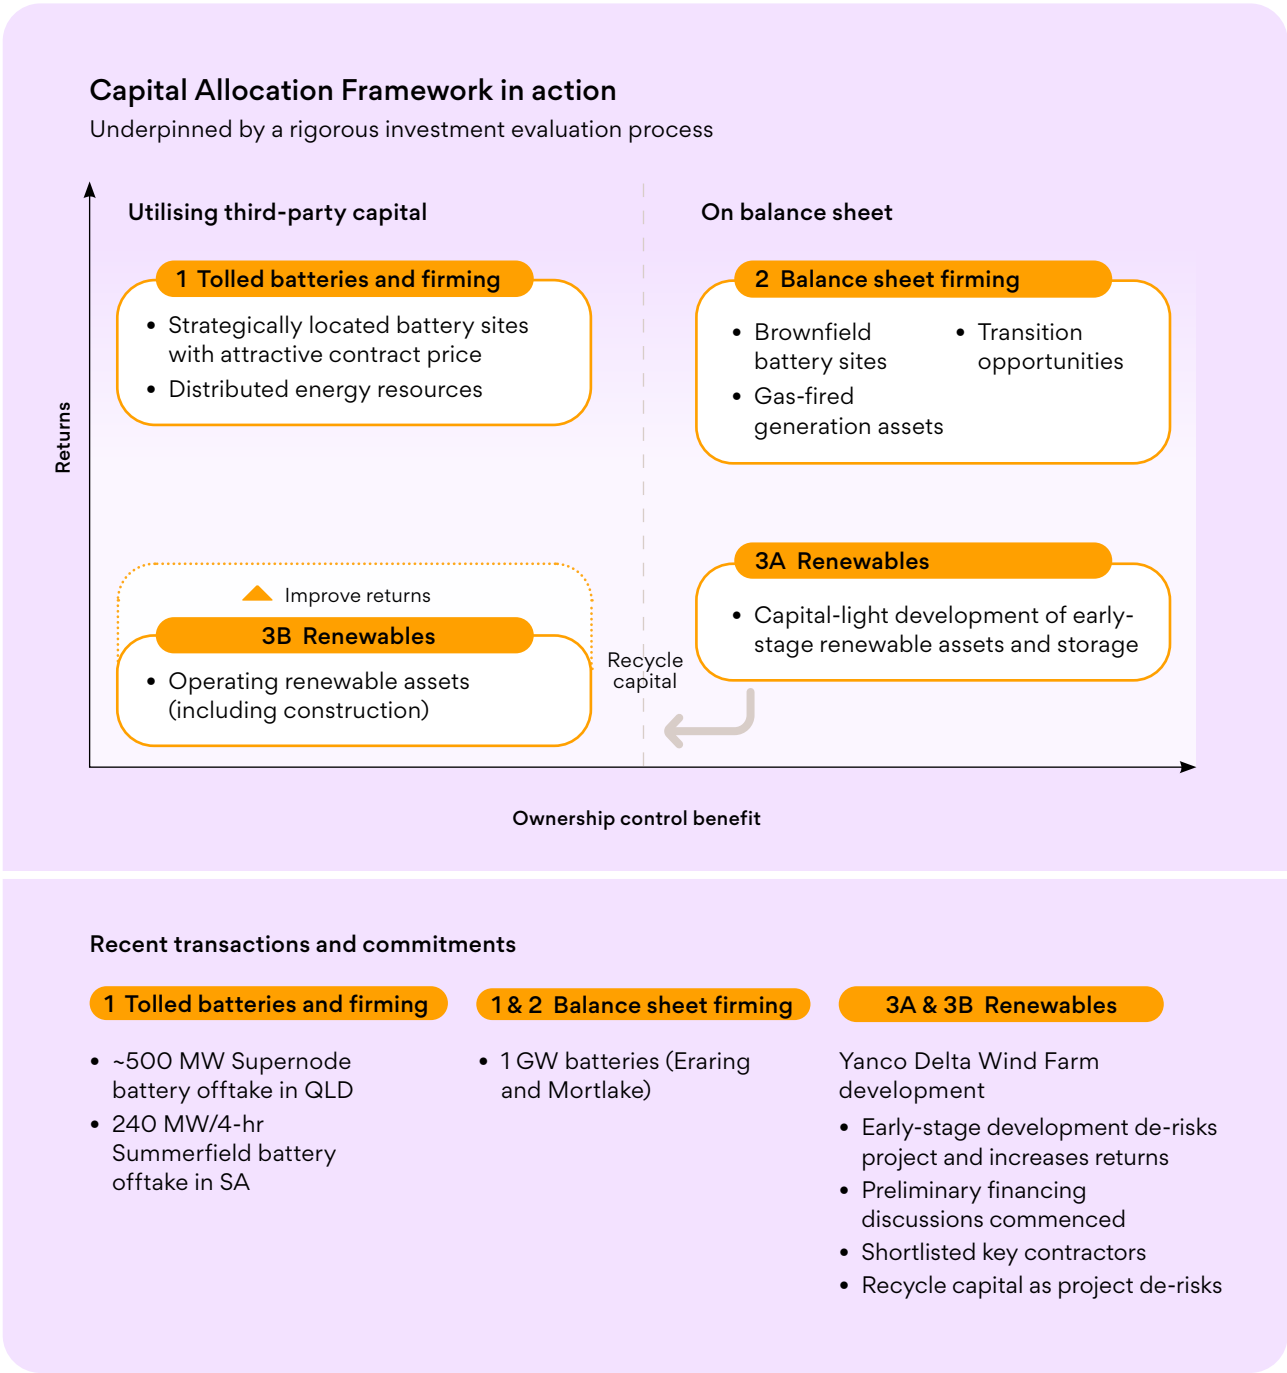 Capital Allocation Framework in action
Underpinned by a rigorous investment evaluation process
Returns
Utilising third-party capital
1 Tolled batteries and firming
• Strategically located battery sites
with attractive contract price
• Distributed energy resources
On balance sheet
2 Balance sheet firming
• Brownfield
battery sites
• Gas-fired
generation assets
• Transition
opportunities
Improve returns
3B Renewables
• Operating renewable assets
(including construction)
Recycle
capital
3A Renewables
• Capital-light development of early-
stage renewable assets and storage
Ownership control benefit
Recent transactions and commitments
1 Tolled batteries and firming
• ~500 MW Supernode
battery offtake in QLD
• 240 MW/4-hr
Summerfield battery
offtake in SA
1 & 2 Balance sheet firming
• 1 GW batteries (Eraring
and Mortlake)
3A & 3B Renewables
Yanco Delta Wind Farm
development
• Early-stage development de-risks
project and increases returns
• Preliminary financing
discussions commenced
• Shortlisted key contractors
• Recycle capital as project de-risks